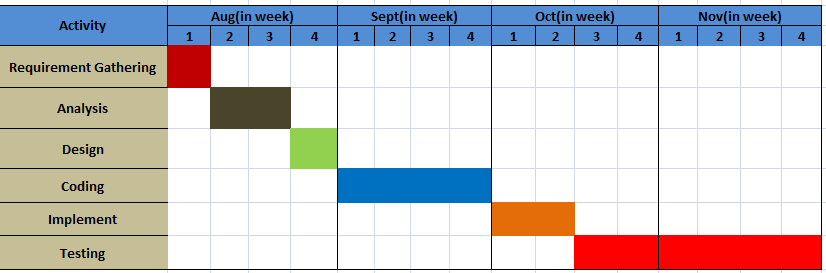 Activity Aug(in week) Sept(in week) Oct(in week) Nov(in week)
1 2 3 4 1 2 3 4 1 2 3 4 1 2 3 4
Requirement Gathering
Analysis
Design
Coding
Implement
Testing